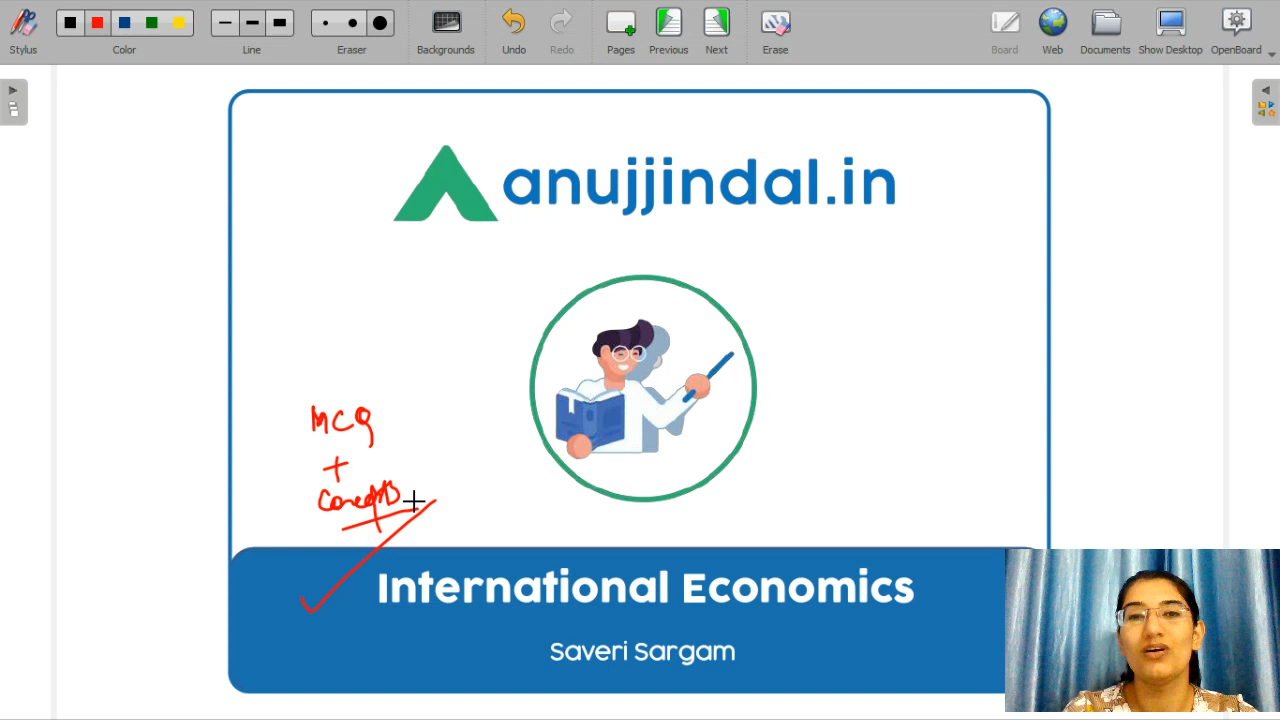 Stylus
Color
Line
Eraser
Backgrounds
Undo
Redo
Pages
Previous
Next
Erase
Board
Web
Documents
Show Desktop
OpenBoard
anujjindal.in
MCQ
+
Concepts
International Economics
Saveri Sargam